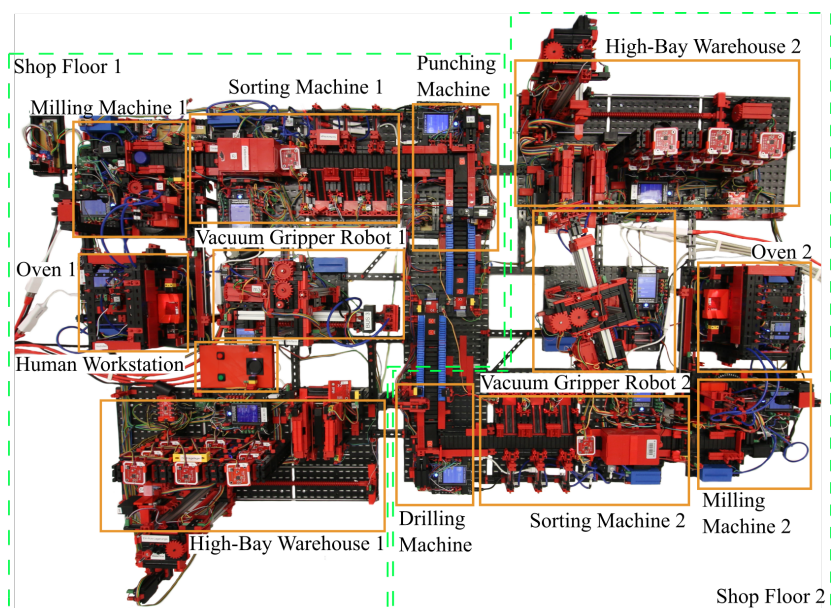 High-Bay Warehouse 2
Shop Floor 1
Punching
Machine
Sorting Machine 1
Milling Machine 1
Vacuum Gripper Robot 1
Oven 1
Oven 2
Human Workstation
Vacuum Gripper Robot 2
Drilling
Machine
Sorting Machine 2
Milling
Machine 2
High-Bay Warehouse 1
Shop Floor 2